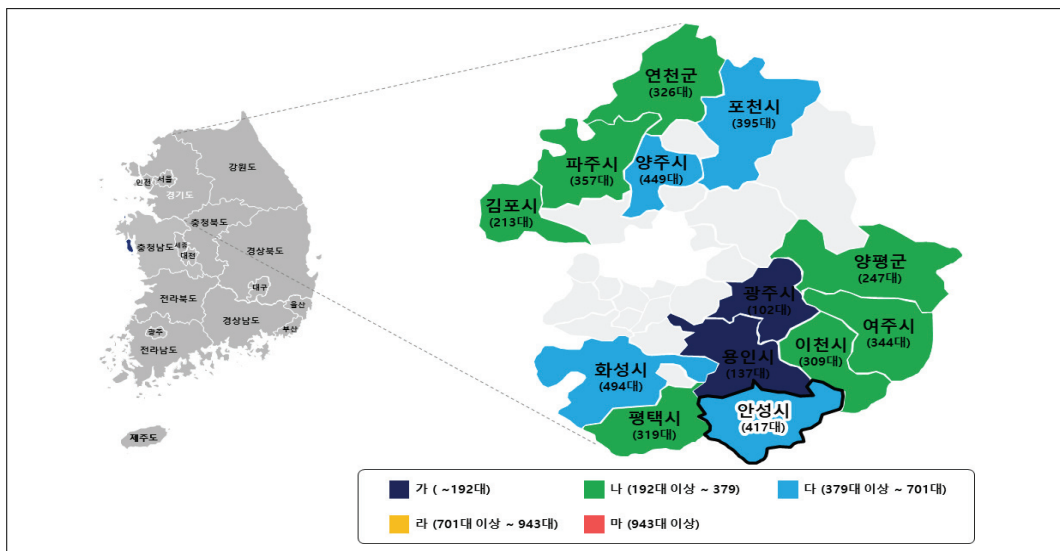 강원도
인천
서울
경기도
충청북도
충청남도
세종
대전
경상북도
전라북도
대구
울산
경상남도
부산
광주
전라남도
제주도
연천군
(326대)
포천시
(395대)
파주시
(357대)
양주시
(449대)
김포시
(213대)
양평군
(247대)
광주시
(102대)
여주시
(344대)
이천시
(309대)
용인시
(137대)
화성시
(494대)
안성시
(417대)
평택시
(319대)
가 ( ~192대)
나 (192대 이상 ~ 379)
다 (379대 이상 ~ 701대)
라 (701대 이상 ~ 943대)
마 (943대 이상)